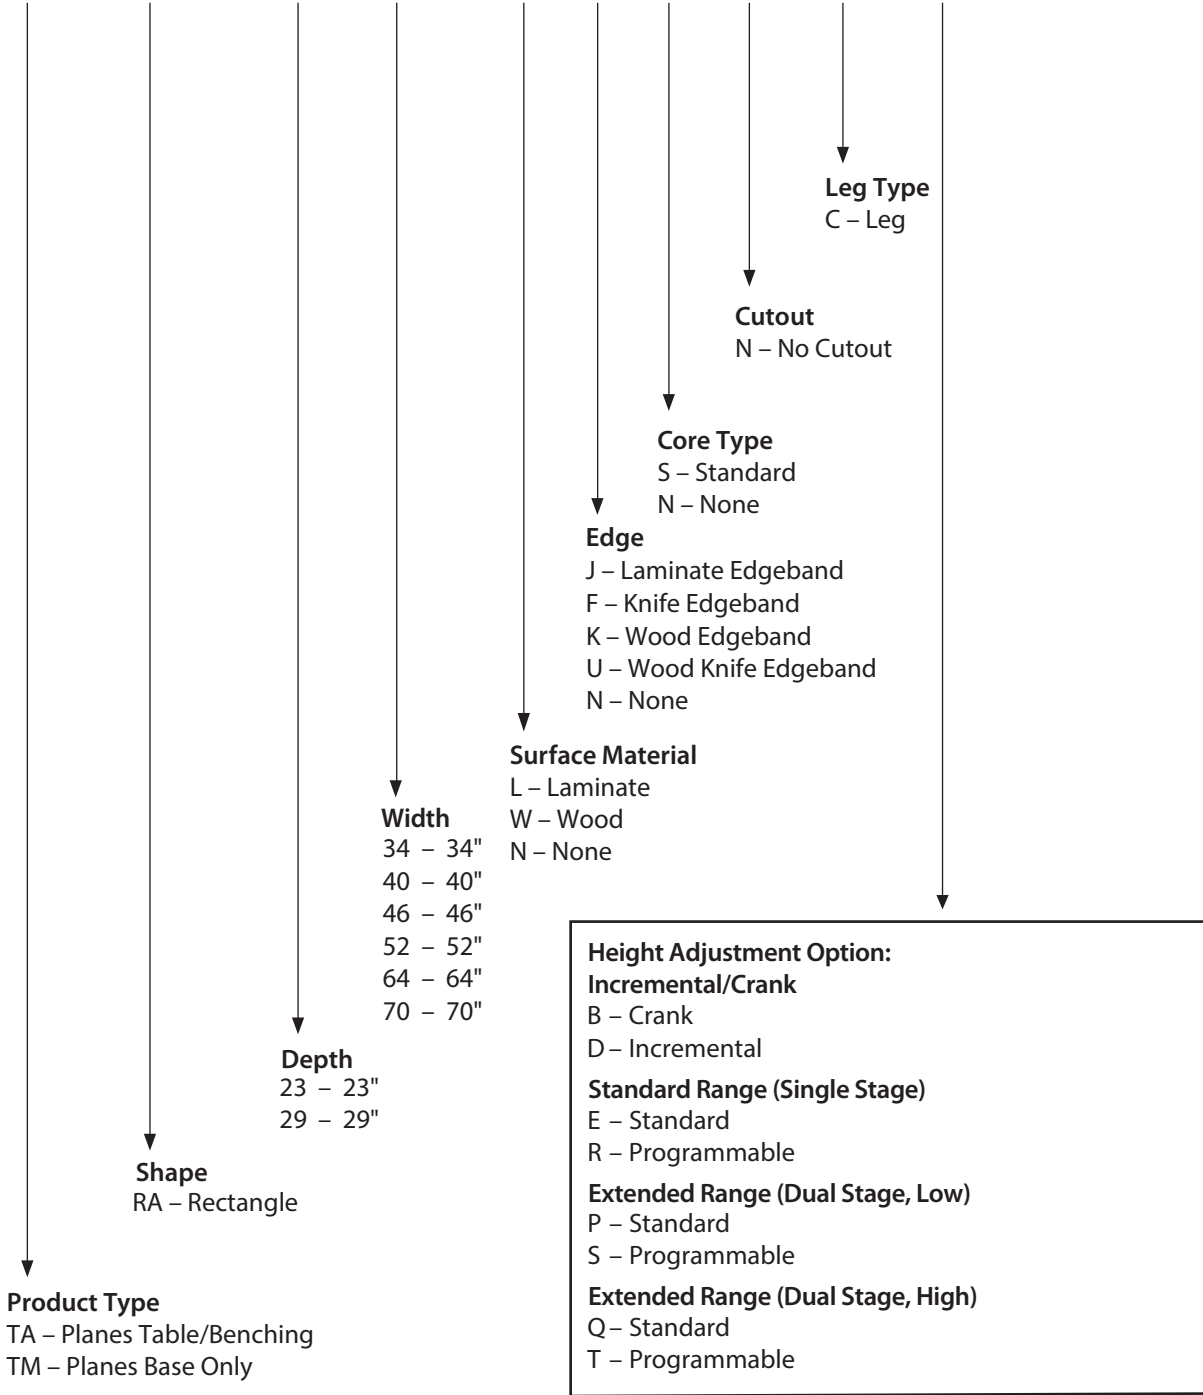 Leg Type
C – Leg
Cutout
N – No Cutout
Core Type
S – Standard
N – None
Edge
J – Laminate Edgeband
F – Knife Edgeband
K – Wood Edgeband
U – Wood Knife Edgeband
N – None
Surface Material
L – Laminate
W – Wood
N – None
Width
34 – 34"
40 – 40"
46 – 46"
52 – 52"
64 – 64"
70 – 70"
Depth
23 – 23"
29 – 29"
Shape
RA – Rectangle
Product Type
TA – Planes Table/Benching
TM – Planes Base Only
Height Adjustment Option:
Incremental/Crank
B – Crank
D – Incremental
Standard Range (Single Stage)
E – Standard
R – Programmable
Extended Range (Dual Stage, Low)
P – Standard
S – Programmable
Extended Range (Dual Stage, High)
Q – Standard
T – Programmable